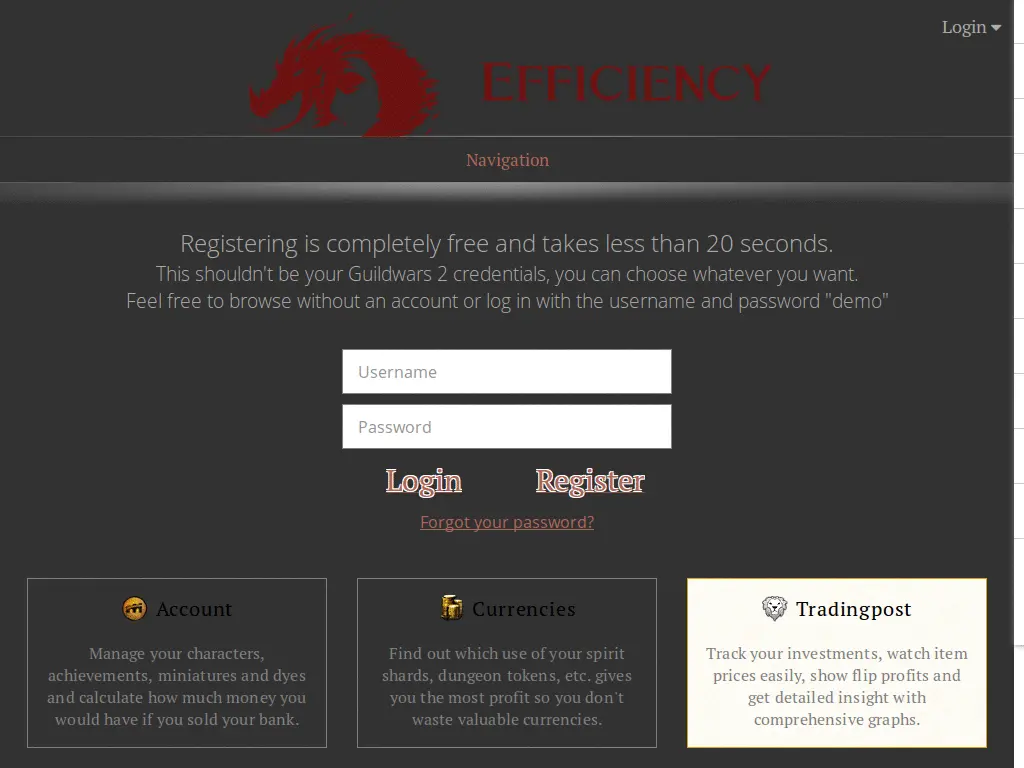 Login
EFFICIENCY
Navigation
Registering is completely free and takes less than 20 seconds.
This shouldn't be your Guildwars 2 credentials, you can choose whatever you want.
Feel free to browse without an account or log in with the username and password "demo"
Username
Password
Login Register
Forgot your password?
Account
Manage your characters,
achievements, miniatures and dyes
and calculate how much money you
would have if you sold your bank.
Currencies
Find out which use of your spirit
shards, dungeon tokens, etc. gives
you the most profit so you don't
waste valuable currencies.
Tradingpost
Track your investments, watch item
prices easily, show flip profits and
get detailed insight with
comprehensive graphs.